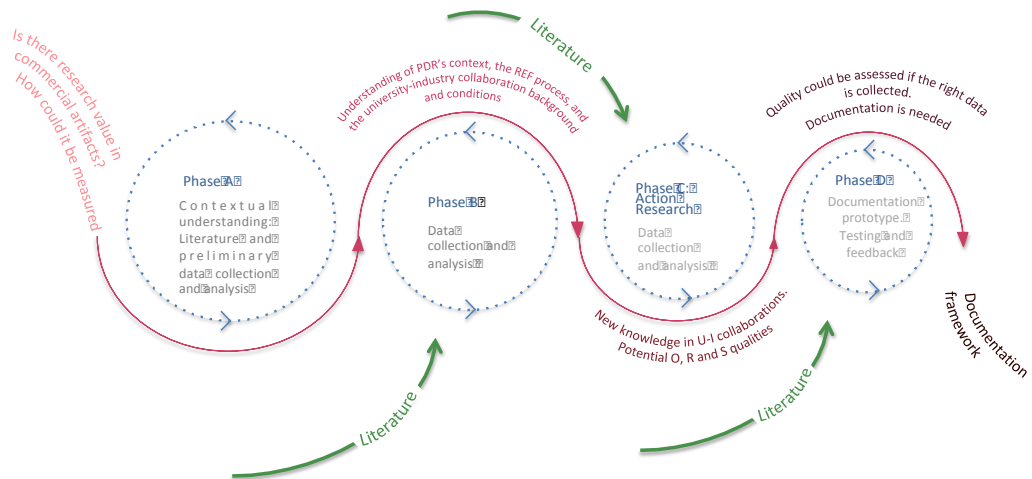 Is there research value in
commercial artifacts?
How could it be measured
Phase A:
Contextual
understanding:
Literature and
preliminary
data collection
and analysis
Understanding of PDR's context, the REF process, and
the university-industry collaboration background
and conditions
Phase B:
Data
collection and
analysis
Literature
Literature
Phase C:
Action
Research
Data
collection
and analysis
New knowledge in U-I collaborations.
Potential O, R and S qualities
Literature
Quality could be assessed if the right data
is collected.
Documentation is needed
Phase D
Documentation
prototype.
Testing and
feedback
Documentation
framework